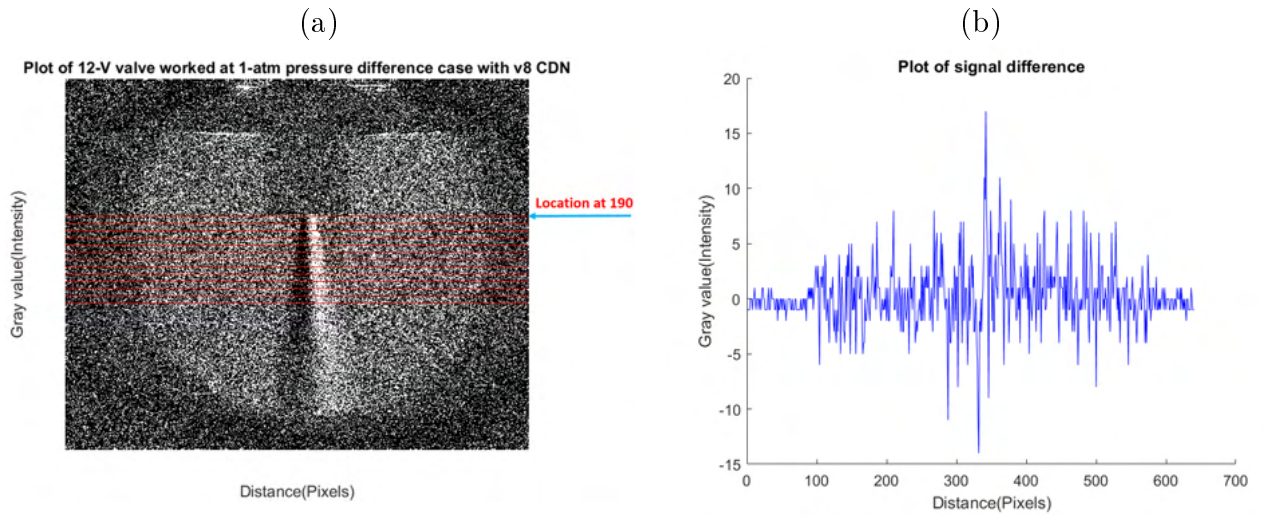 (a)
Plot of 12-V valve worked at 1-atm pressure difference case with v8 CDN
Gray value(Intensity)
Location at 190
Distance(Pixels)
(b)
Plot of signal difference
Gray value(Intensity)
20
15
10
5
0
-5
-10
-15
0 100 200 300 400 500 600 700
Distance(Pixels)